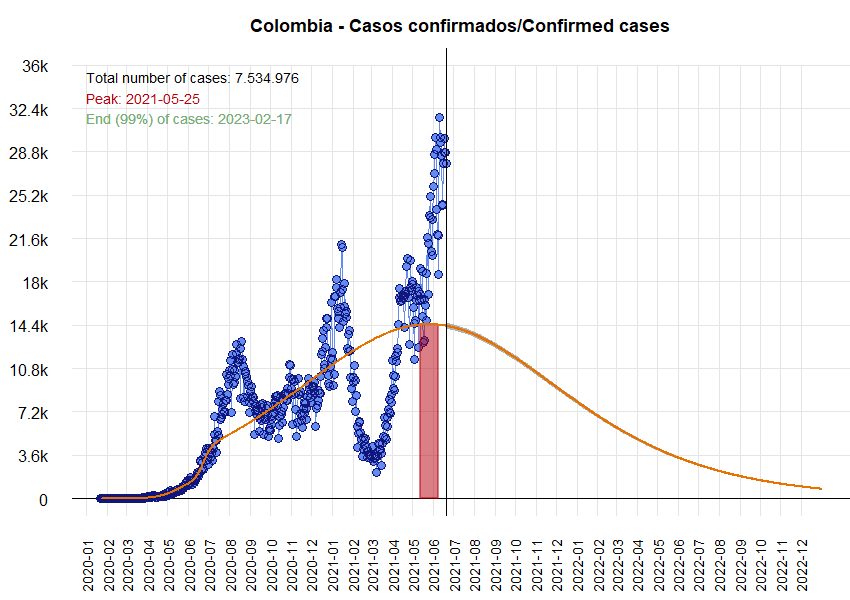 Colombia - Casos confirmados/Confirmed cases
36k
32.4k
28.8k
25.2k
21.6k
18k
14.4k
10.8k
7.2k
3.6k
0
Total number of cases: 7.534.976
Peak: 2021-05-25
End (99%) of cases: 2023-02-17
2020-01
2020-02
2020-03
2020-04
2020-05
2020-06
2020-07
2020-08
2020-09
2020-10
2020-11
2020-12
2021-01
2021-02
2021-03
2021-04
2021-05
2021-06
2021-07
2021-08
2021-09
2021-10
2021-11
2021-12
2022-01
2022-02
2022-03
2022-04
2022-05
2022-06
2022-07
2022-08
2022-09
2022-10
2022-11
2022-12